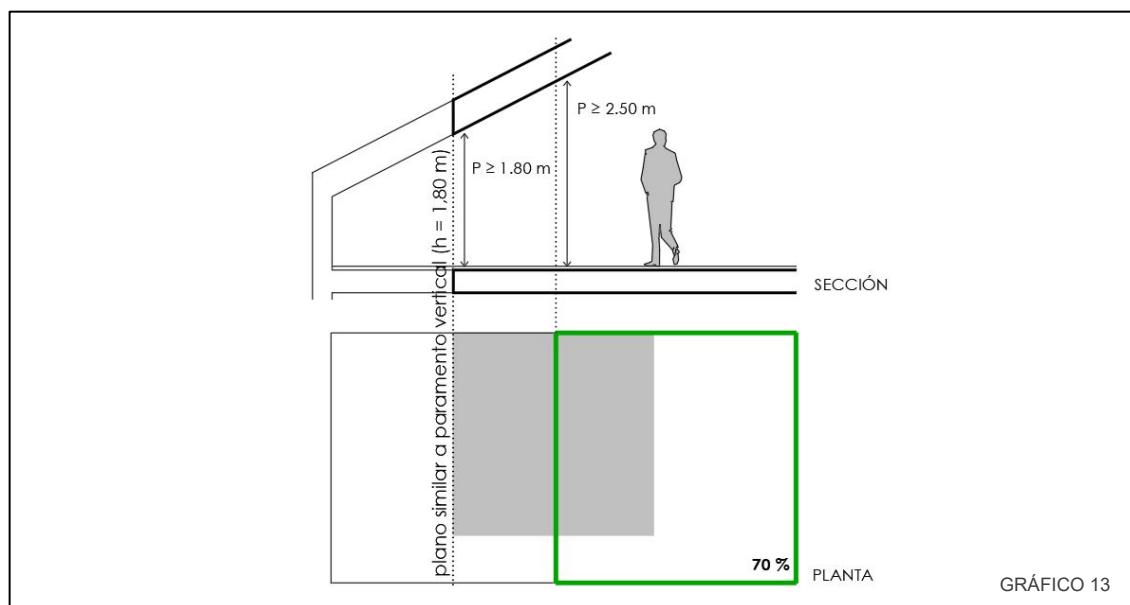 P ≥ 2.50 m
P ≥ 1.80 m
plano similar a paramento vertical (h = 1.80 m)
SECCIÓN
70 %
PLANTA
GRÁFICO 13